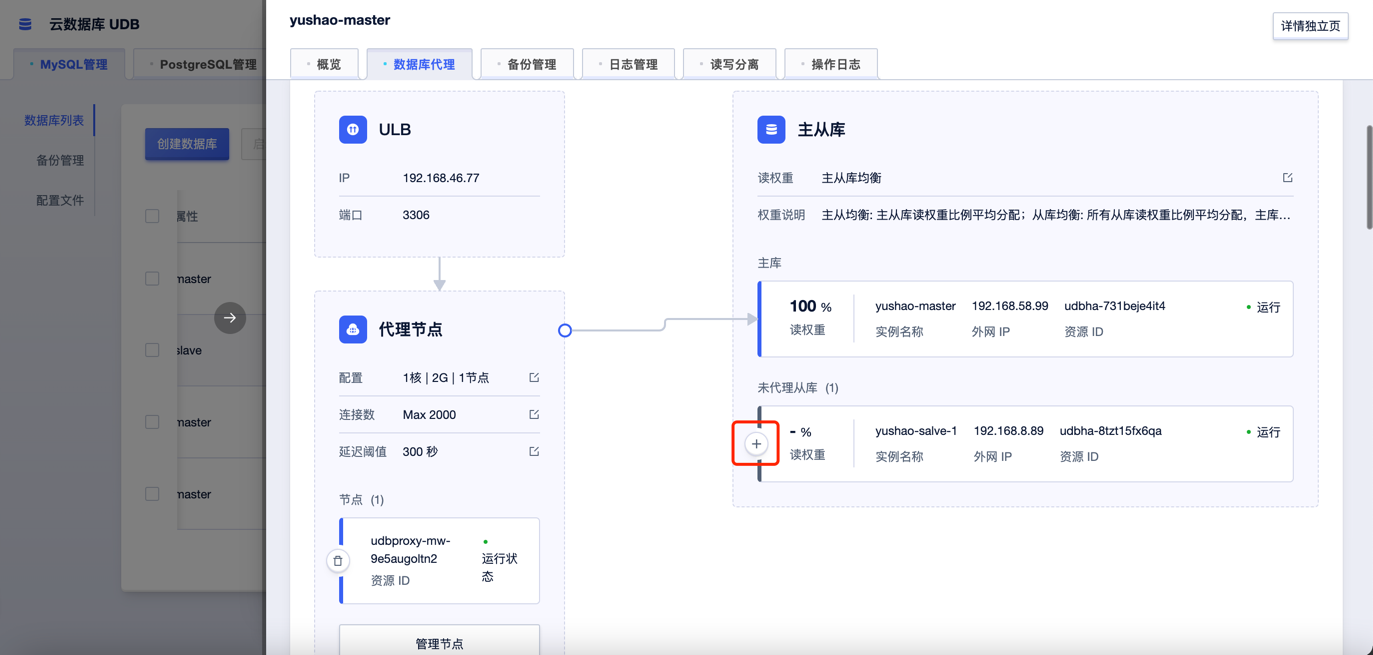 云数据库 UDB
MySQL管理
PostgreSQL管理
数据库列表
备份管理
配置文件
创建数据库
启
属性
master
slave
master
master
yushao-master
详情独立页
概览
数据库代理
备份管理
日志管理
读写分离
操作日志
ULB
IP 192.168.46.77
端口 3306
代理节点
配置 1核 | 2G | 1节点
连接数 Max 2000
延迟阈值 300 秒
节点 (1)
udbproxy-mw-
9e5augoltn2
资源 ID
运行状
态
管理节点
主从库
读权重 主从库均衡
权重说明 主从均衡: 主从库读权重比例平均分配；从库均衡: 所有从库读权重比例平均分配，主库...
主库
100 %
读权重
yushao-master 192.168.58.99 udbha-731beje4it4
实例名称 外网 IP 资源 ID
运行
未代理从库 (1)
- %
读权重
yushao-salve-1 192.168.8.89 udbha-8tzt15fx6qa
实例名称 外网 IP 资源 ID
运行